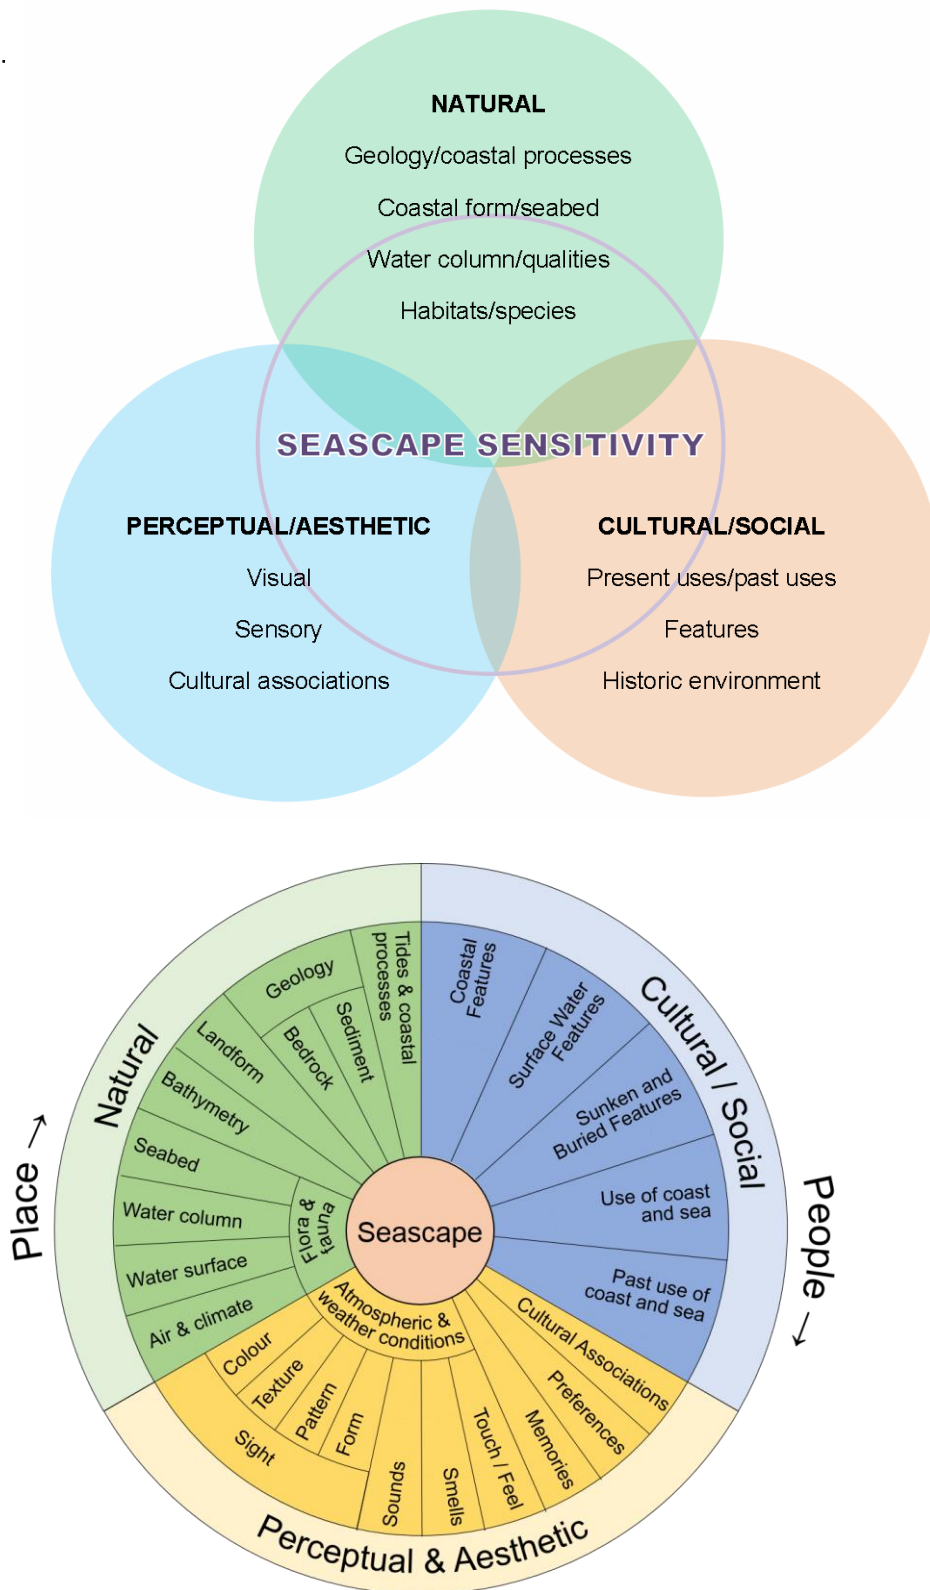 .
NATURAL
Geology/coastal processes
Coastal form/seabed
Water column/qualities
Habitats/species
SEASCAPE SENSITIVITY
PERCEPTUAL/AESTHETIC
Visual
Sensory
Cultural associations
CULTURAL/SOCIAL
Present uses/past uses
Features
Historic environment
Place →
Natural
Tides & coastal
processes
Geology
Sediment
Bedrock
Landform
Bathymetry
Seabed
Water column
Water surface
Air & climate
Flora &
fauna
Seascape
Cultural / Social
People →
Coastal
Features
Surface Water
Features
Sunken and
Buried Features
Use of coast
and sea
Past use of
coast and sea
Perceptual & Aesthetic
Atmospheric &
weather conditions
Cultural Associations
Preferences
Memories
Touch / Feel
Smells
Sounds
Sight
Form
Pattern
Texture
Colour